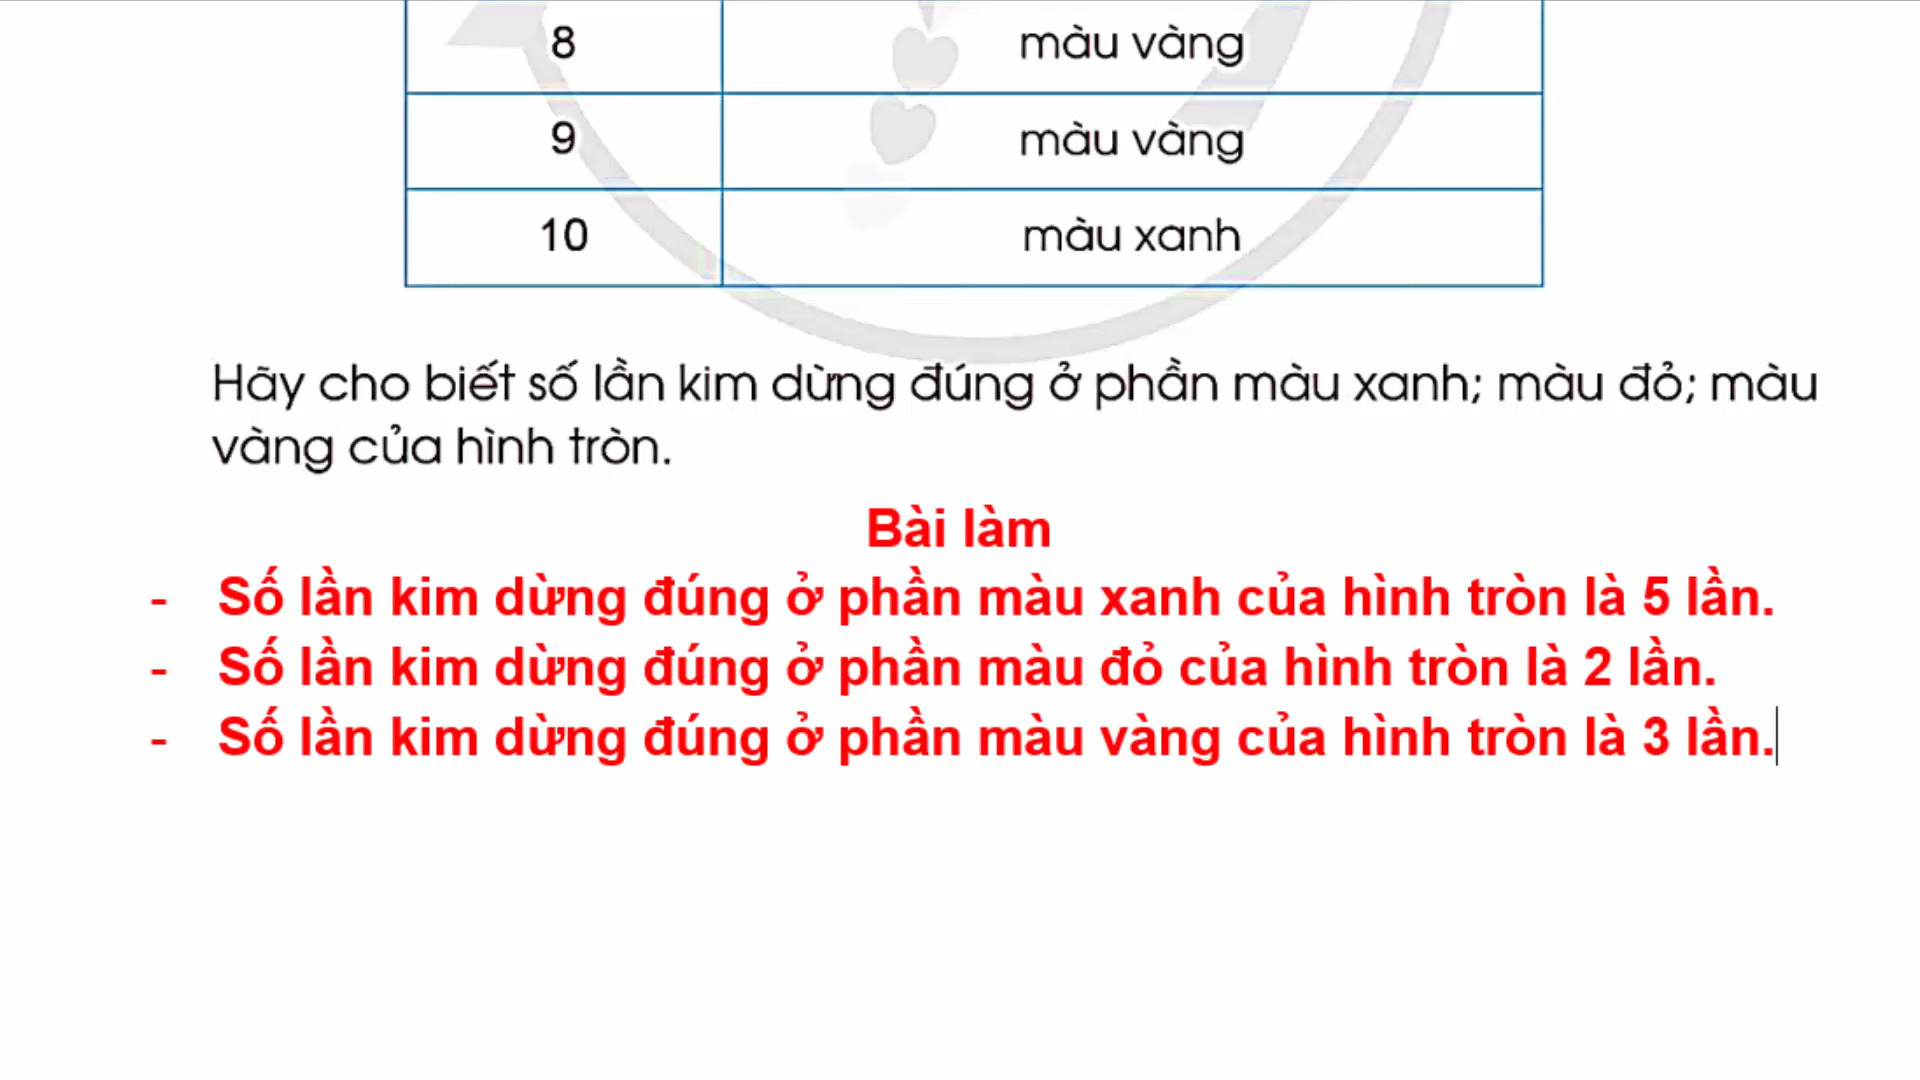 8 màu vàng
9 màu vàng
10 màu xanh
Hãy cho biết số lần kim dừng đúng ở phần màu xanh; màu đỏ; màu
vàng của hình tròn.
Bài làm
- Số lần kim dừng đúng ở phần màu xanh của hình tròn là 5 lần.
- Số lần kim dừng đúng ở phần màu đỏ của hình tròn là 2 lần.
- Số lần kim dừng đúng ở phần màu vàng của hình tròn là 3 lần.